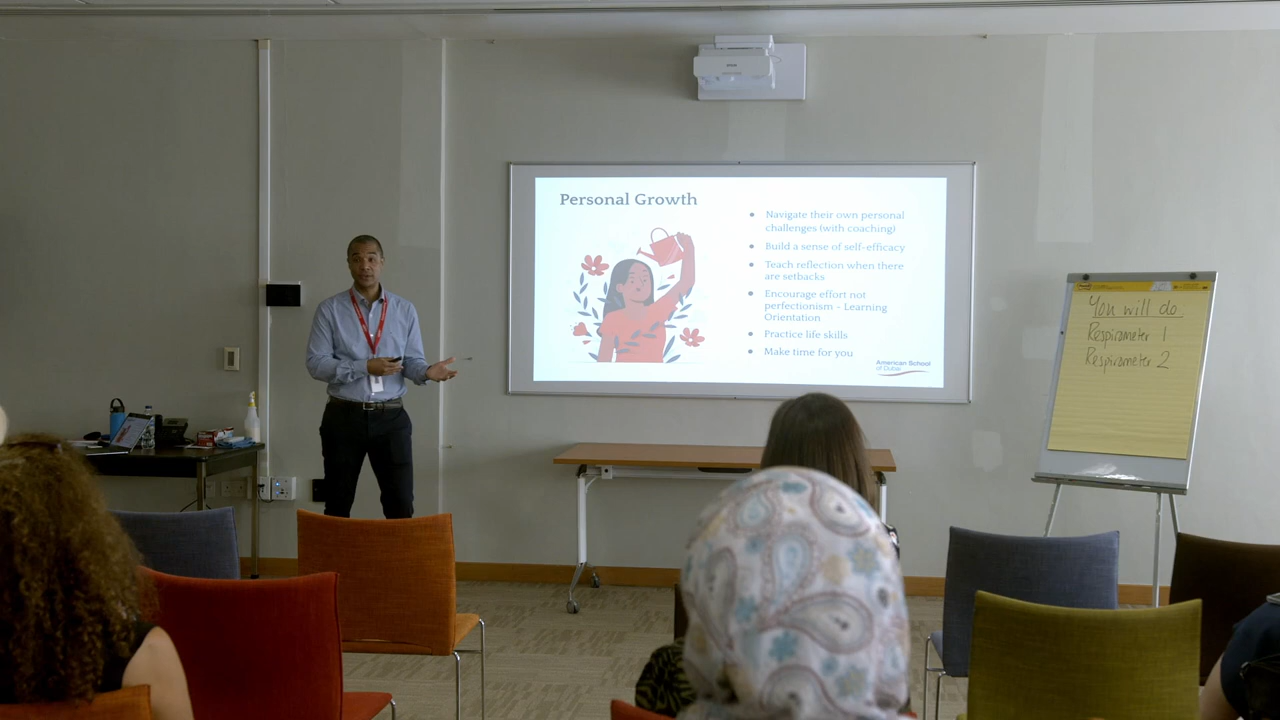 Personal Growth
Navigate their own personal
challenges (with coaching)
Build a sense of self-efficacy
Teach reflection when there
are setbacks
Encourage effort not
perfectionism – Learning
Orientation
Practice life skills
Make time for you
American School
of Dubai
You will do
Respirometer 1
Respirometer 2